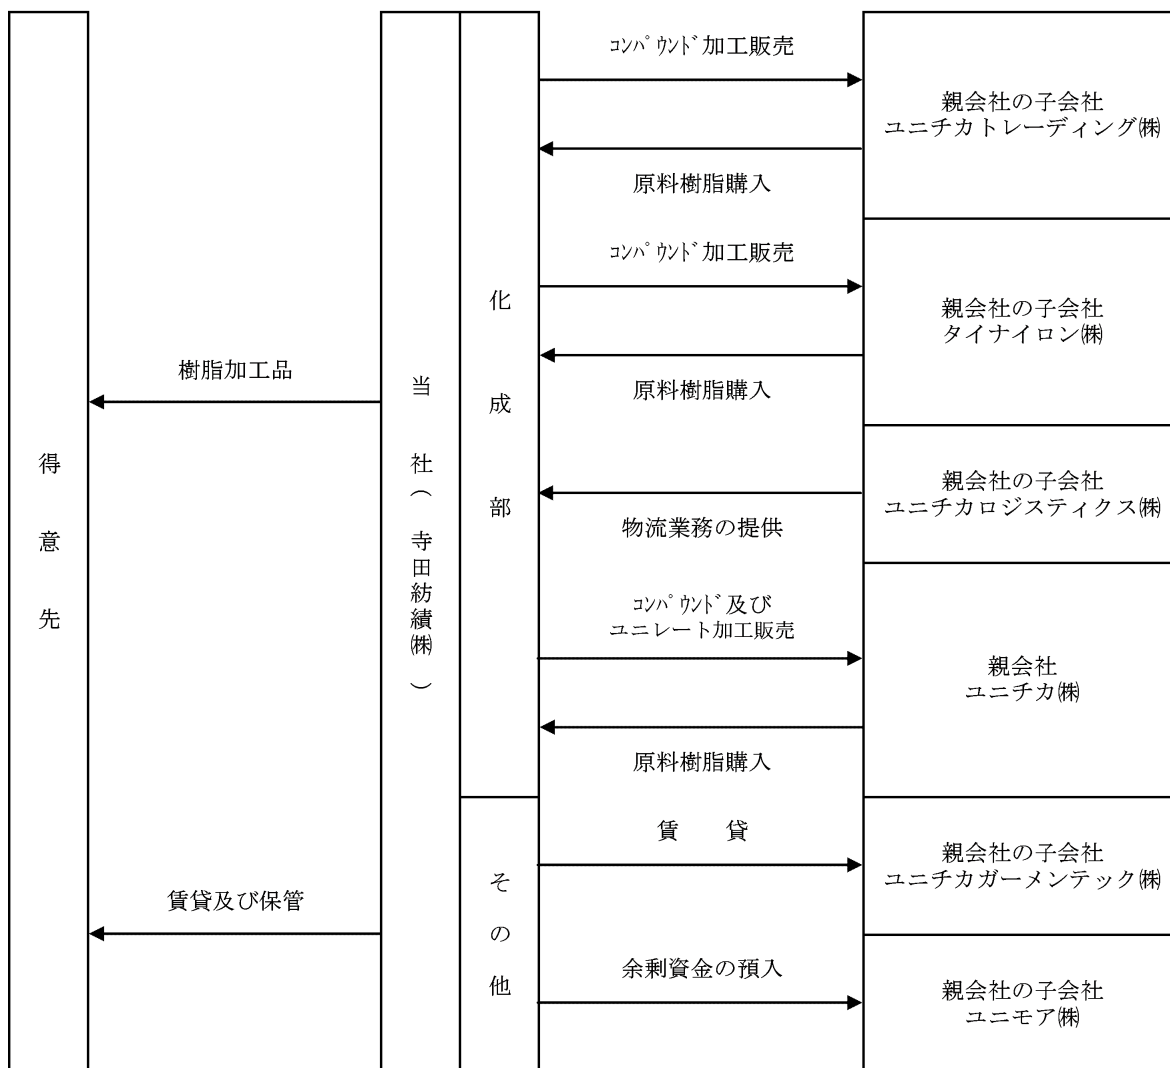 得意先
樹脂加工品
賃貸及び保管
当社(寺田紡績㈱)
化成部
その他
ｺﾝﾊﾟｳﾝﾄﾞ加工販売
原料樹脂購入
ｺﾝﾊﾟｳﾝﾄﾞ加工販売
原料樹脂購入
物流業務の提供
ｺﾝﾊﾟｳﾝﾄﾞ及び
ユニレート加工販売
原料樹脂購入
賃　　貸
余剰資金の預入
親会社の子会社
ユニチカトレーディング㈱
親会社の子会社
タイナイロン㈱
親会社の子会社
ユニチカロジスティクス㈱
親会社
ユニチカ㈱
親会社の子会社
ユニチカガーメンテック㈱
親会社の子会社
ユニモア㈱